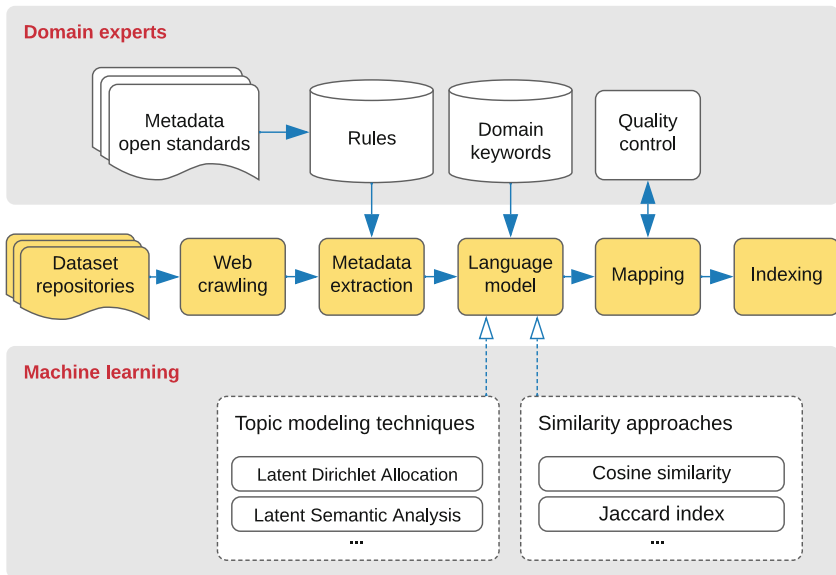 Domain experts
Metadata
open standards
Rules
Domain
keywords
Quality
control
Dataset
repositories
Web
crawling
Metadata
extraction
Language
model
Mapping
Indexing
Machine learning
Topic modeling techniques
Latent Dirichlet Allocation
Latent Semantic Analysis
...
Similarity approaches
Cosine similarity
Jaccard index
...